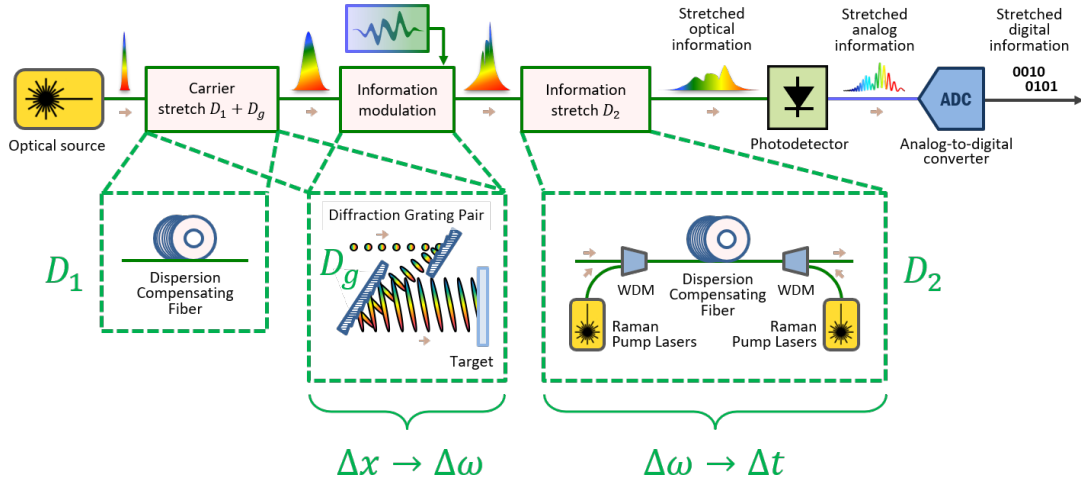 Stretched
optical
information
Stretched
analog
information
Stretched
digital
information
0010
0101
Optical source
Carrier
stretch D₁ + D_g
Information
modulation
Information
stretch D₂
Photodetector
ADC
Analog-to-digital
converter
D₁
Dispersion
Compensating
Fiber
Diffraction Grating Pair
D_g
Target
WDM
Dispersion
Compensating
Fiber
WDM
Raman
Pump Lasers
Raman
Pump Lasers
D₂
Δx → Δω
Δω → Δt